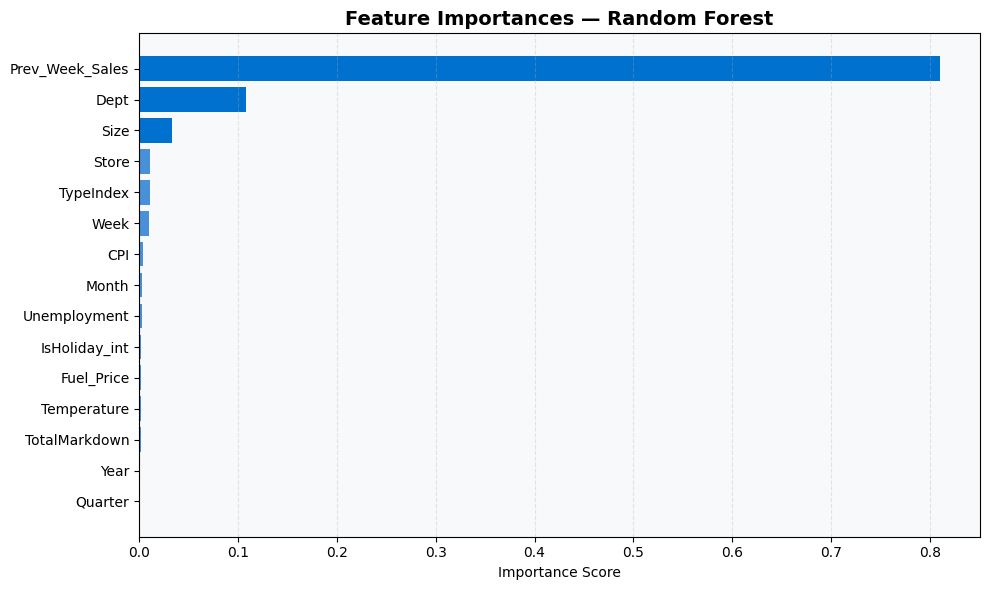 Feature Importances — Random Forest
Prev_Week_Sales
Dept
Size
Store
TypeIndex
Week
CPI
Month
Unemployment
IsHoliday_int
Fuel_Price
Temperature
TotalMarkdown
Year
Quarter
0.0 0.1 0.2 0.3 0.4 0.5 0.6 0.7 0.8
Importance Score